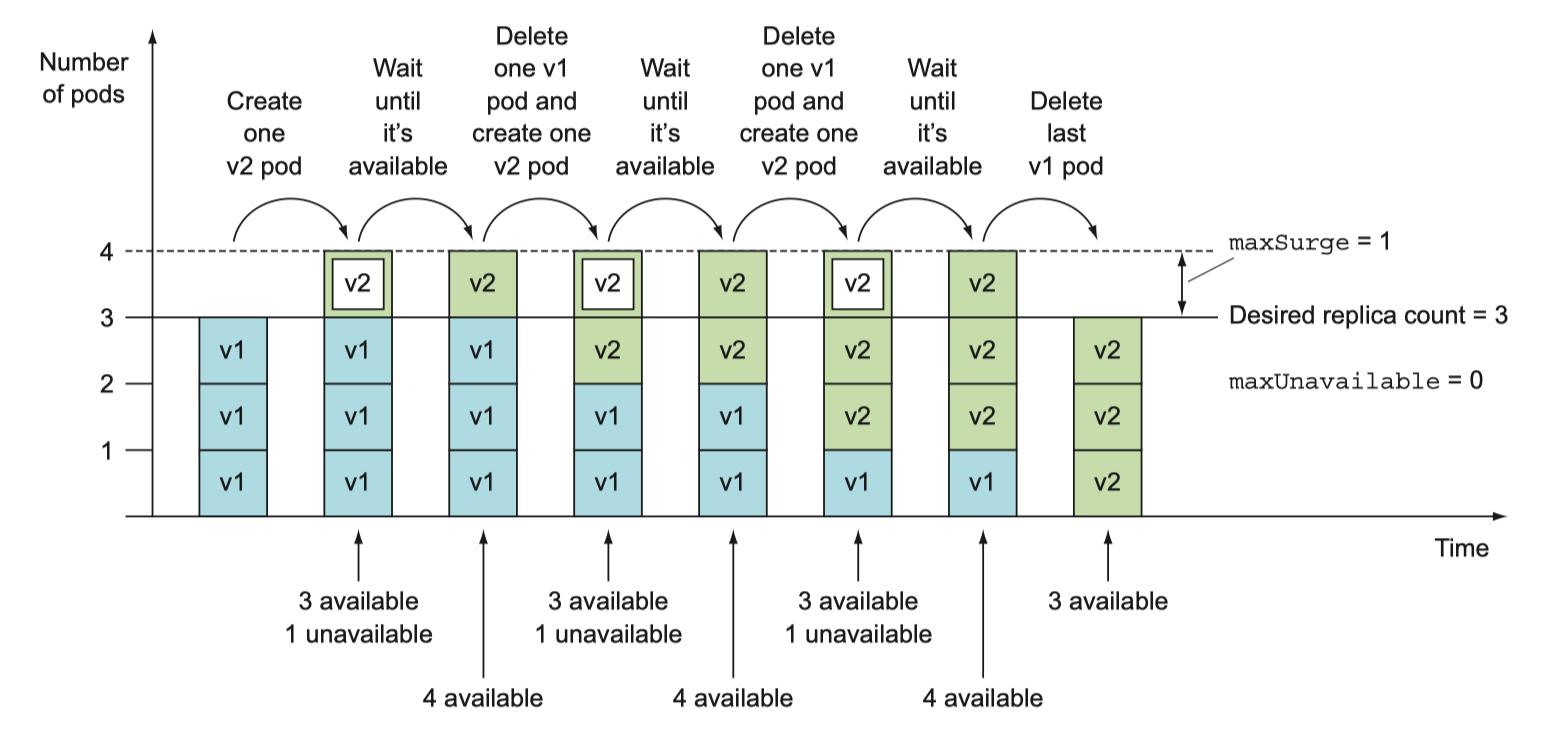 Number
of pods
Create
one
v2 pod
Wait
until
it's
available
Delete
one v1
pod and
create one
v2 pod
Wait
until
it's
available
Delete
one v1
pod and
create one
v2 pod
Wait
until
it's
available
Delete
last
v1 pod
4
3
2
1
v1
v1
v1
v2
v1
v1
v1
v2
v1
v1
v1
v2
v2
v1
v1
v2
v2
v1
v1
v2
v2
v2
v1
v2
v2
v2
v1
v2
v2
v2
maxSurge = 1
Desired replica count = 3
maxUnavailable = 0
Time
3 available
1 unavailable
4 available
3 available
1 unavailable
4 available
3 available
1 unavailable
4 available
3 available